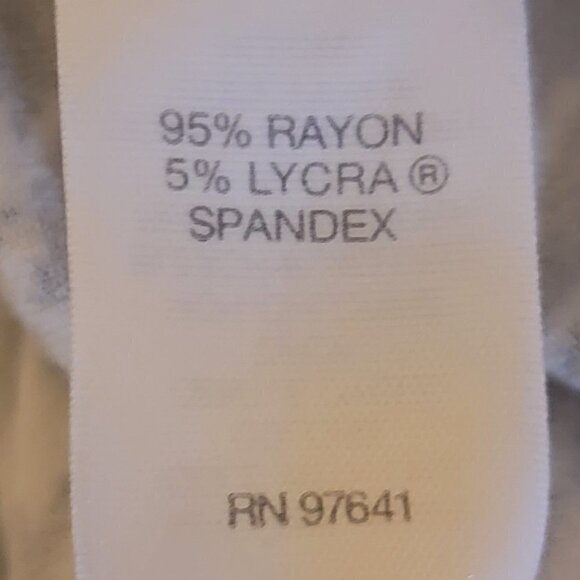 95% RAYON
5% LYCRA ®
SPANDEX
RN 97641